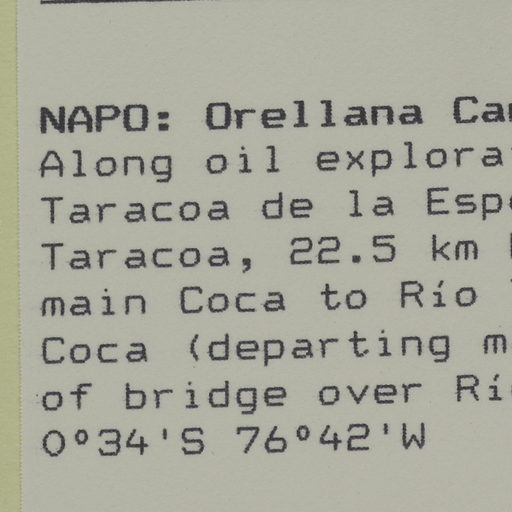 NAPO: Orellana
Along oil
Taracoa de la
Taracoa, 22.5 km
main Coca to Río
Coca (departing
of bridge over
0°34'S 76°42'W